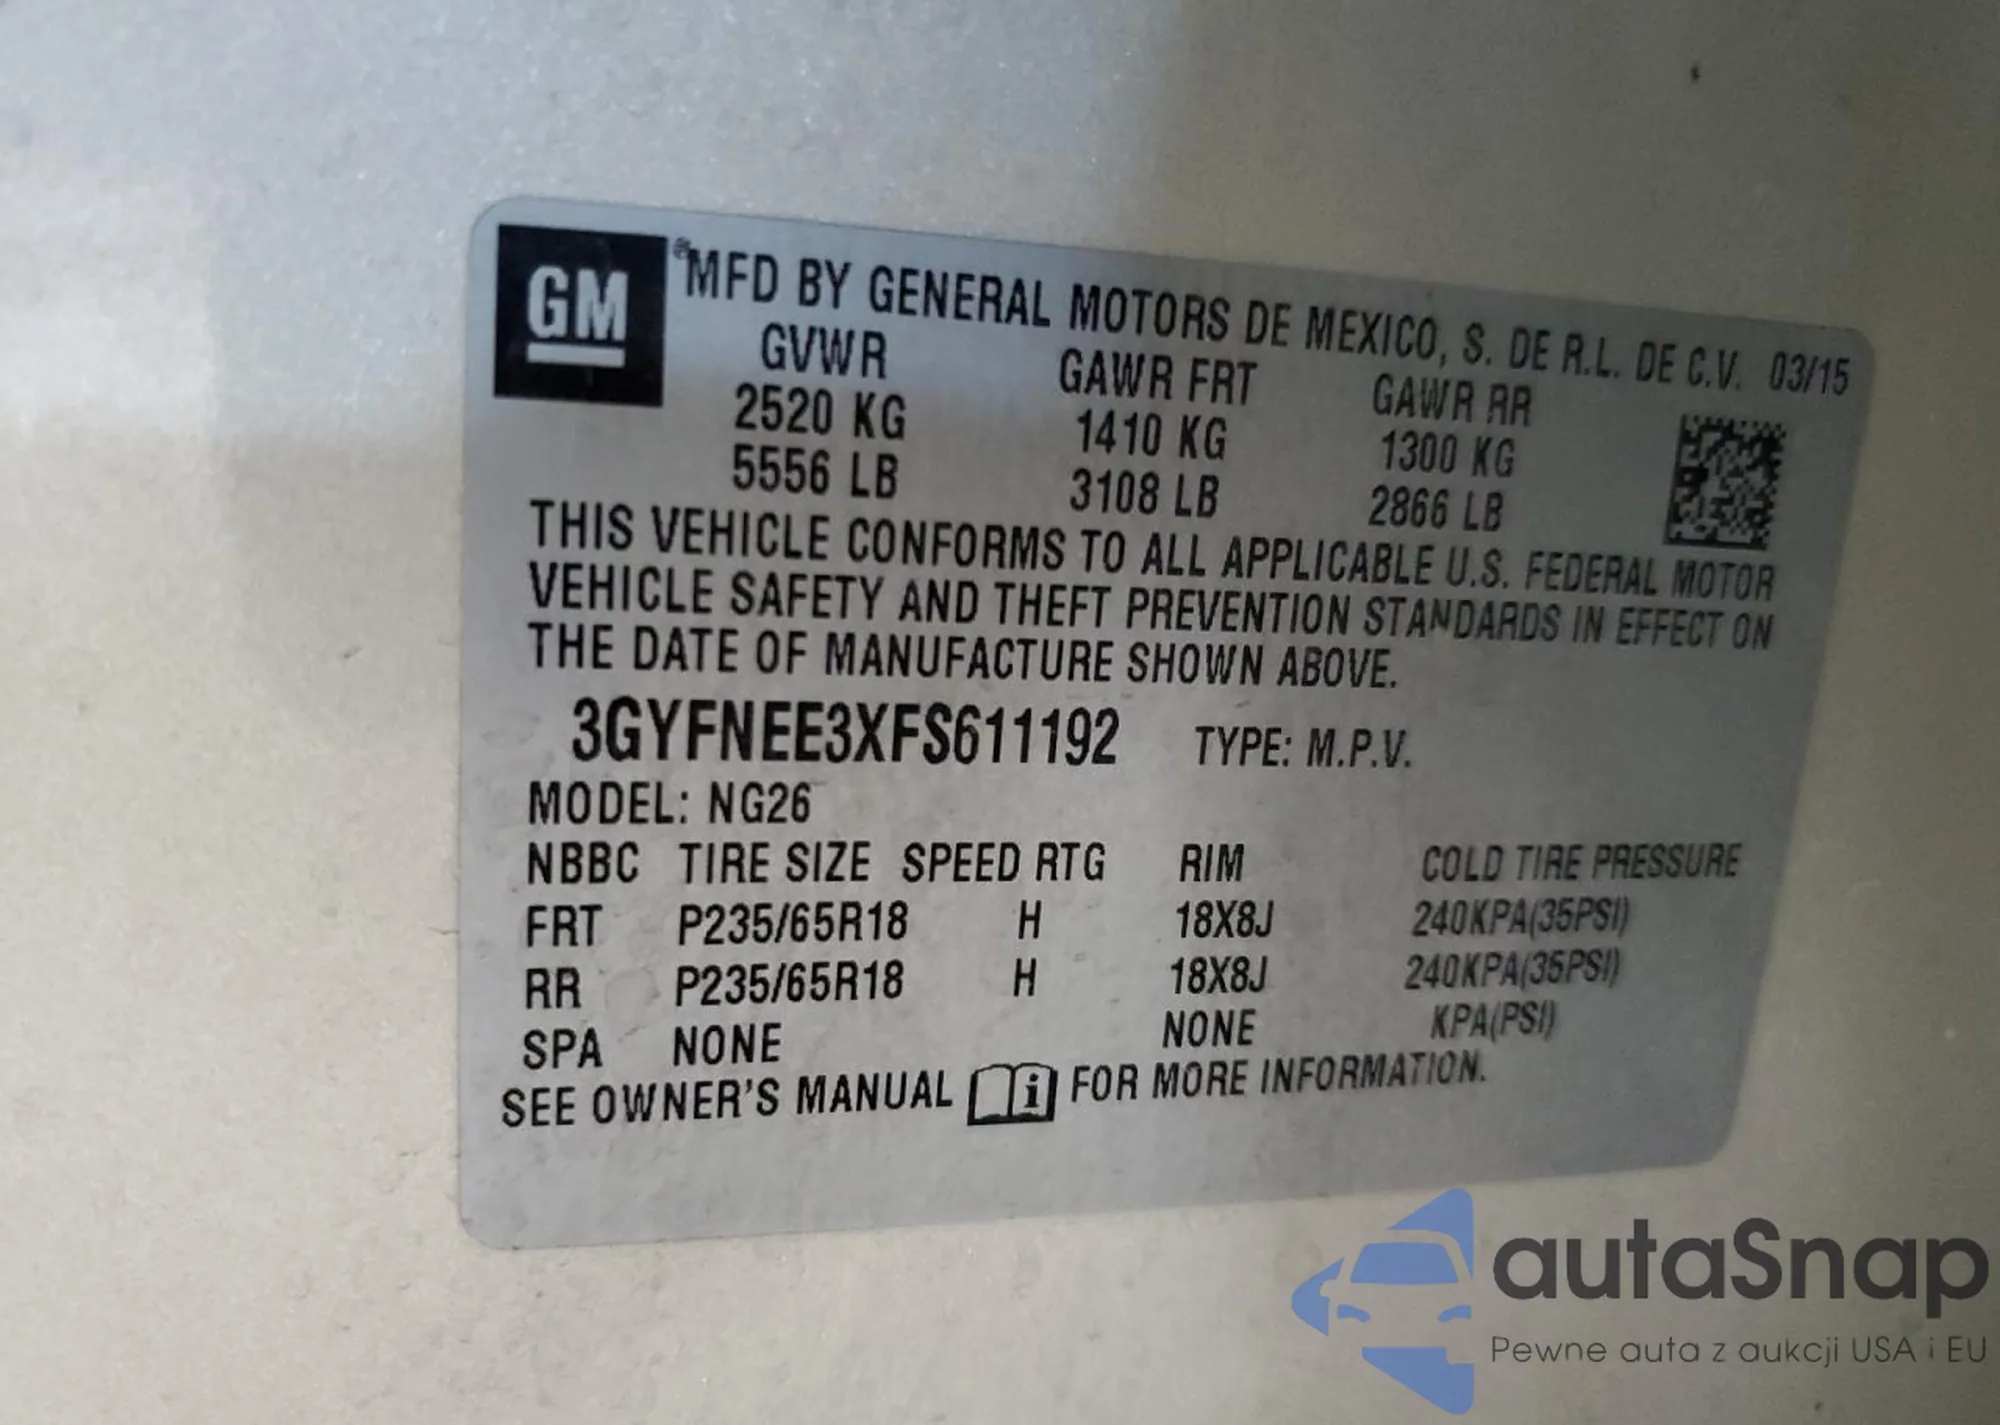 GM ® MFD BY GENERAL MOTORS DE MEXICO, S. DE R.L. DE C.V. 03/15
GVWR GAWR FRT GAWR RR
2520 KG 1410 KG 1300 KG
5556 LB 3108 LB 2866 LB
THIS VEHICLE CONFORMS TO ALL APPLICABLE U.S. FEDERAL MOTOR
VEHICLE SAFETY AND THEFT PREVENTION STANDARDS IN EFFECT ON
THE DATE OF MANUFACTURE SHOWN ABOVE.
3GYFNEE3XFS611192 TYPE: M.P.V.
MODEL: NG26
NBBC TIRE SIZE SPEED RTG RIM COLD TIRE PRESSURE
FRT P235/65R18 H 18X8J 240KPA(35PSI)
RR P235/65R18 H 18X8J 240KPA(35PSI)
SPA NONE NONE KPA(PSI)
SEE OWNER'S MANUAL i FOR MORE INFORMATION.
autaSnap
Pewne auta z aukcji USA i EU